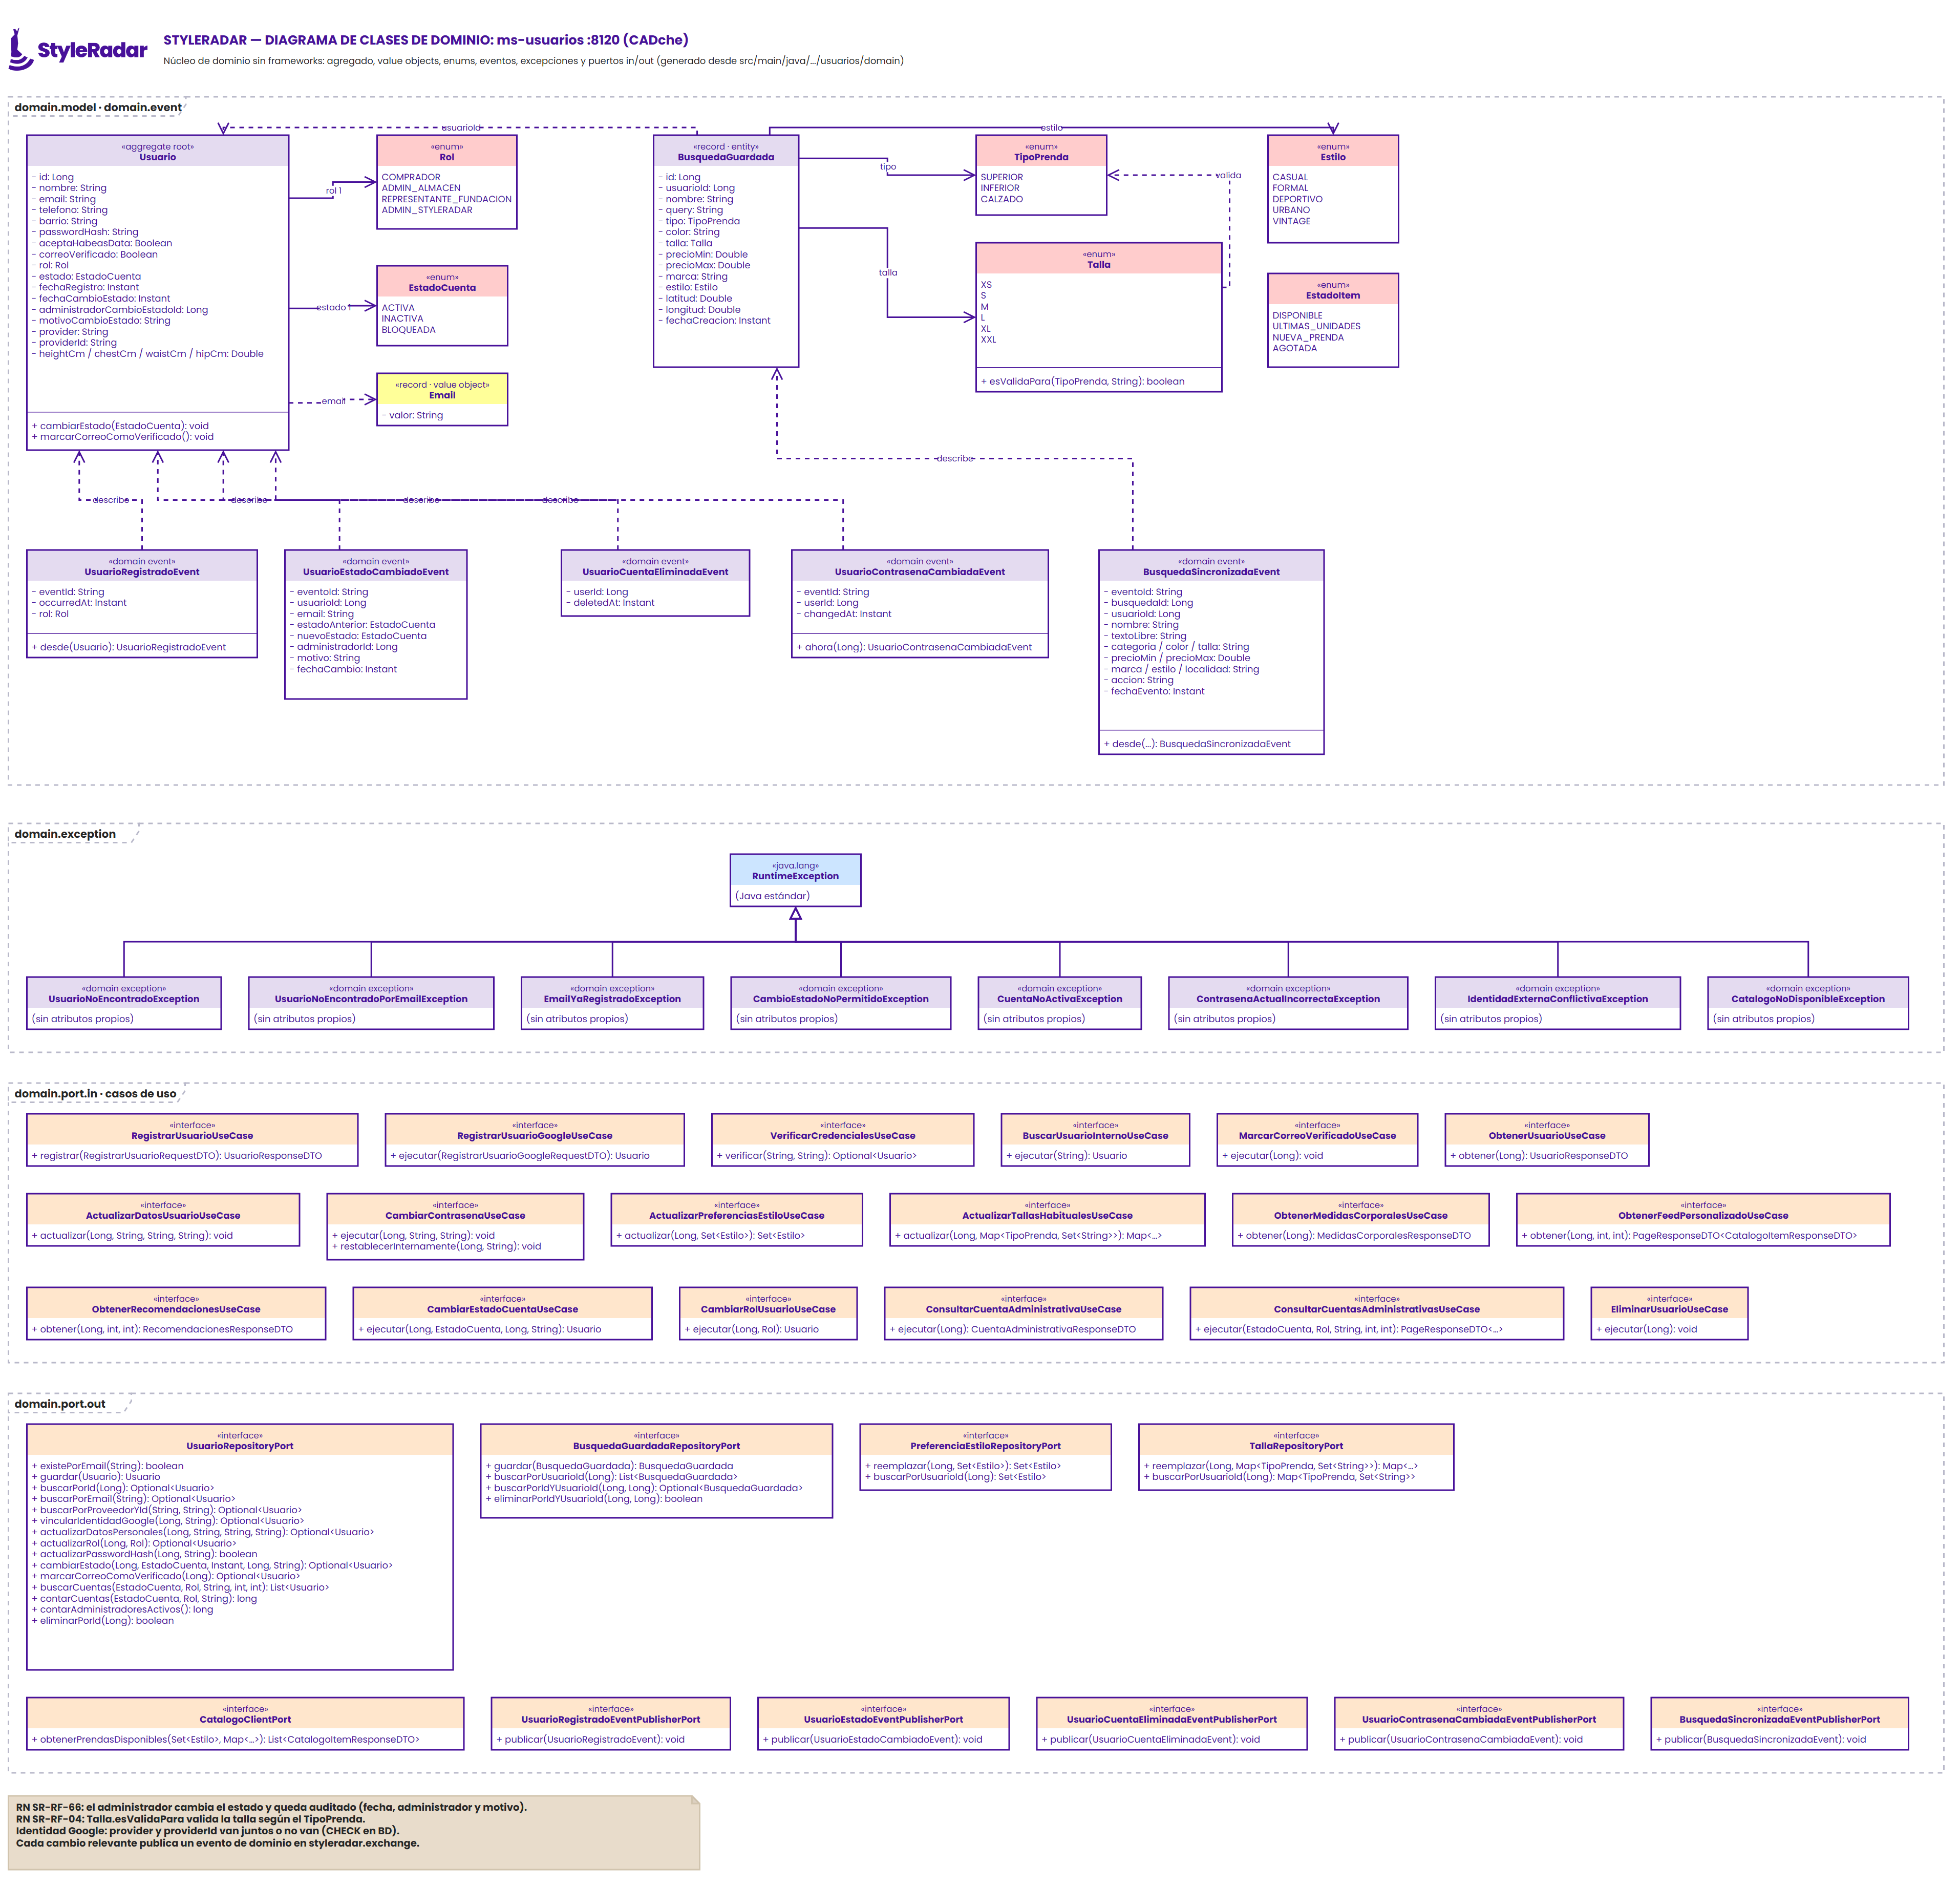 StyleRadar
STYLERADAR — DIAGRAMA DE CLASES DE DOMINIO: ms-usuarios :8120 (CADche)
Núcleo de dominio sin frameworks: agregado, value objects, enums, eventos, excepciones y puertos in/out (generado desde src/main/java/.../usuarios/domain)
domain.model · domain.event
usuarioId
estilo
«aggregate root»
Usuario
- id: Long
- nombre: String
- email: String
- telefono: String
- barrio: String
- passwordHash: String
- aceptaHabeasData: Boolean
- correoVerificado: Boolean
- rol: Rol
- estado: EstadoCuenta
- fechaRegistro: Instant
- fechaCambioEstado: Instant
- administradorCambioEstadoId: Long
- motivoCambioEstado: String
- provider: String
- providerId: String
- heightCm / chestCm / waistCm / hipCm: Double
+ cambiarEstado(EstadoCuenta): void
+ marcarCorreoComoVerificado(): void
rol 1
estado 1
email
«enum»
Rol
COMPRADOR
ADMIN_ALMACEN
REPRESENTANTE_FUNDACION
ADMIN_STYLERADAR
«enum»
EstadoCuenta
ACTIVA
INACTIVA
BLOQUEADA
«record · value object»
Email
- valor: String
«record · entity»
BusquedaGuardada
- id: Long
- usuarioId: Long
- nombre: String
- query: String
- tipo: TipoPrenda
- color: String
- talla: Talla
- precioMin: Double
- precioMax: Double
- marca: String
- estilo: Estilo
- latitud: Double
- longitud: Double
- fechaCreacion: Instant
tipo
talla
«enum»
TipoPrenda
SUPERIOR
INFERIOR
CALZADO
valida
«enum»
Talla
XS
S
M
L
XL
XXL
+ esValidaPara(TipoPrenda, String): boolean
«enum»
Estilo
CASUAL
FORMAL
DEPORTIVO
URBANO
VINTAGE
«enum»
EstadoItem
DISPONIBLE
ULTIMAS_UNIDADES
NUEVA_PRENDA
AGOTADA
describe
describe
describe
describe
describe
«domain event»
UsuarioRegistradoEvent
- eventId: String
- occurredAt: Instant
- rol: Rol
+ desde(Usuario): UsuarioRegistradoEvent
«domain event»
UsuarioEstadoCambiadoEvent
- eventoId: String
- usuarioId: Long
- email: String
- estadoAnterior: EstadoCuenta
- nuevoEstado: EstadoCuenta
- administradorId: Long
- motivo: String
- fechaCambio: Instant
«domain event»
UsuarioCuentaEliminadaEvent
- userId: Long
- deletedAt: Instant
«domain event»
UsuarioContrasenaCambiadaEvent
- eventId: String
- userId: Long
- changedAt: Instant
+ ahora(Long): UsuarioContrasenaCambiadaEvent
«domain event»
BusquedaSincronizadaEvent
- eventoId: String
- busquedaId: Long
- usuarioId: Long
- nombre: String
- textoLibre: String
- categoria / color / talla: String
- precioMin / precioMax: Double
- marca / estilo / localidad: String
- accion: String
- fechaEvento: Instant
+ desde(...): BusquedaSincronizadaEvent
domain.exception
«java.lang»
RuntimeException
(Java estándar)
«domain exception»
UsuarioNoEncontradoException
(sin atributos propios)
«domain exception»
UsuarioNoEncontradoPorEmailException
(sin atributos propios)
«domain exception»
EmailYaRegistradoException
(sin atributos propios)
«domain exception»
CambioEstadoNoPermitidoException
(sin atributos propios)
«domain exception»
CuentaNoActivaException
(sin atributos propios)
«domain exception»
ContrasenaActualIncorrectaException
(sin atributos propios)
«domain exception»
IdentidadExternaConflictivaException
(sin atributos propios)
«domain exception»
CatalogoNoDisponibleException
(sin atributos propios)
domain.port.in · casos de uso
«interface»
RegistrarUsuarioUseCase
+ registrar(RegistrarUsuarioRequestDTO): UsuarioResponseDTO
«interface»
RegistrarUsuarioGoogleUseCase
+ ejecutar(RegistrarUsuarioGoogleRequestDTO): Usuario
«interface»
VerificarCredencialesUseCase
+ verificar(String, String): Optional<Usuario>
«interface»
BuscarUsuarioInternoUseCase
+ ejecutar(String): Usuario
«interface»
MarcarCorreoVerificadoUseCase
+ ejecutar(Long): void
«interface»
ObtenerUsuarioUseCase
+ obtener(Long): UsuarioResponseDTO
«interface»
ActualizarDatosUsuarioUseCase
+ actualizar(Long, String, String, String): void
«interface»
CambiarContrasenaUseCase
+ ejecutar(Long, String, String): void
+ restablecerInternamente(Long, String): void
«interface»
ActualizarPreferenciasEstiloUseCase
+ actualizar(Long, Set<Estilo>): Set<Estilo>
«interface»
ActualizarTallasHabitualesUseCase
+ actualizar(Long, Map<TipoPrenda, Set<String>>): Map<...>
«interface»
ObtenerMedidasCorporalesUseCase
+ obtener(Long): MedidasCorporalesResponseDTO
«interface»
ObtenerFeedPersonalizadoUseCase
+ obtener(Long, int, int): PageResponseDTO<CatalogoItemResponseDTO>
«interface»
ObtenerRecomendacionesUseCase
+ obtener(Long, int, int): RecomendacionesResponseDTO
«interface»
CambiarEstadoCuentaUseCase
+ ejecutar(Long, EstadoCuenta, Long, String): Usuario
«interface»
CambiarRolUsuarioUseCase
+ ejecutar(Long, Rol): Usuario
«interface»
ConsultarCuentaAdministrativaUseCase
+ ejecutar(Long): CuentaAdministrativaResponseDTO
«interface»
ConsultarCuentasAdministrativasUseCase
+ ejecutar(EstadoCuenta, Rol, String, int, int): PageResponseDTO<...>
«interface»
EliminarUsuarioUseCase
+ ejecutar(Long): void
domain.port.out
«interface»
UsuarioRepositoryPort
+ existePorEmail(String): boolean
+ guardar(Usuario): Usuario
+ buscarPorId(Long): Optional<Usuario>
+ buscarPorEmail(String): Optional<Usuario>
+ buscarPorProveedorYId(String, String): Optional<Usuario>
+ vincularIdentidadGoogle(Long, String): Optional<Usuario>
+ actualizarDatosPersonales(Long, String, String, String): Optional<Usuario>
+ actualizarRol(Long, Rol): Optional<Usuario>
+ actualizarPasswordHash(Long, String): boolean
+ cambiarEstado(Long, EstadoCuenta, Instant, Long, String): Optional<Usuario>
+ marcarCorreoComoVerificado(Long): Optional<Usuario>
+ buscarCuentas(EstadoCuenta, Rol, String, int, int): List<Usuario>
+ contarCuentas(EstadoCuenta, Rol, String): long
+ contarAdministradoresActivos(): long
+ eliminarPorId(Long): boolean
«interface»
BusquedaGuardadaRepositoryPort
+ guardar(BusquedaGuardada): BusquedaGuardada
+ buscarPorUsuarioId(Long): List<BusquedaGuardada>
+ buscarPorIdYUsuarioId(Long, Long): Optional<BusquedaGuardada>
+ eliminarPorIdYUsuarioId(Long, Long): boolean
«interface»
PreferenciaEstiloRepositoryPort
+ reemplazar(Long, Set<Estilo>): Set<Estilo>
+ buscarPorUsuarioId(Long): Set<Estilo>
«interface»
TallaRepositoryPort
+ reemplazar(Long, Map<TipoPrenda, Set<String>>): Map<...>
+ buscarPorUsuarioId(Long): Map<TipoPrenda, Set<String>>
«interface»
CatalogoClientPort
+ obtenerPrendasDisponibles(Set<Estilo>, Map<...>): List<CatalogoItemResponseDTO>
«interface»
UsuarioRegistradoEventPublisherPort
+ publicar(UsuarioRegistradoEvent): void
«interface»
UsuarioEstadoEventPublisherPort
+ publicar(UsuarioEstadoCambiadoEvent): void
«interface»
UsuarioCuentaEliminadaEventPublisherPort
+ publicar(UsuarioCuentaEliminadaEvent): void
«interface»
UsuarioContrasenaCambiadaEventPublisherPort
+ publicar(UsuarioContrasenaCambiadaEvent): void
«interface»
BusquedaSincronizadaEventPublisherPort
+ publicar(BusquedaSincronizadaEvent): void
RN SR-RF-66: el administrador cambia el estado y queda auditado (fecha, administrador y motivo).
RN SR-RF-04: Talla.esValidaPara valida la talla según el TipoPrenda.
Identidad Google: provider y providerId van juntos o no van (CHECK en BD).
Cada cambio relevante publica un evento de dominio en styleradar.exchange.